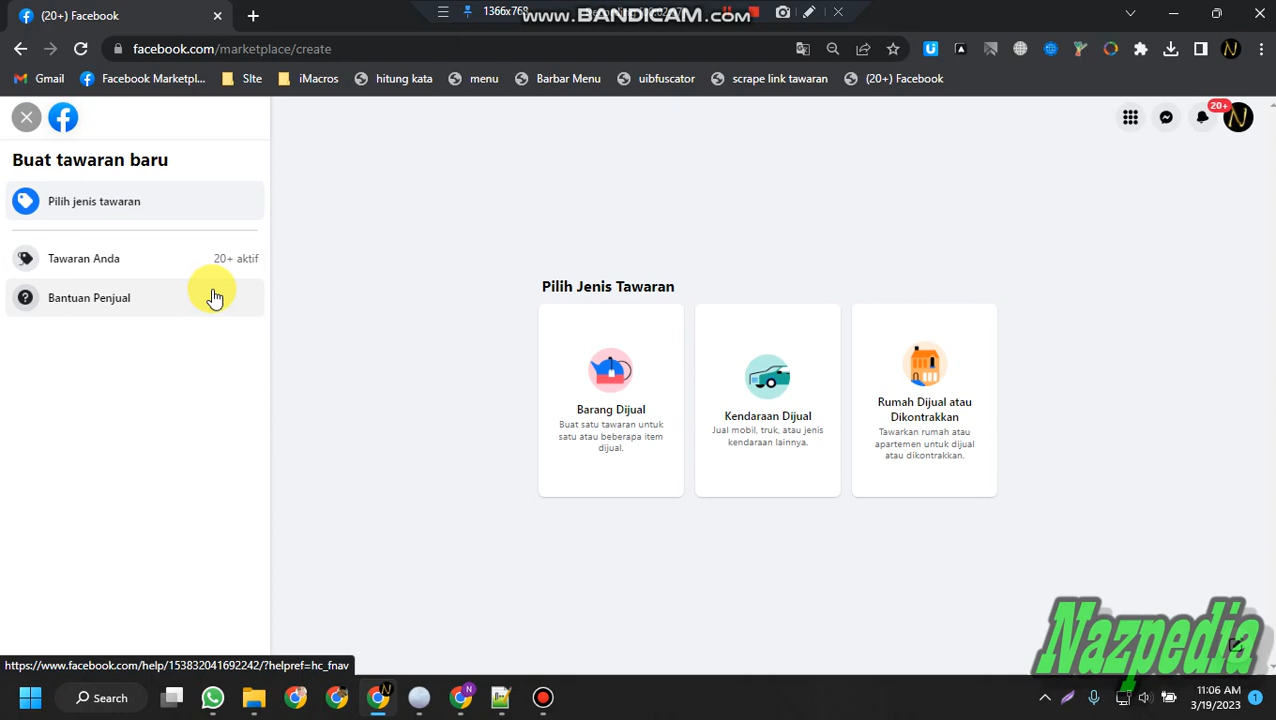 (20+) Facebook
1366x768
www.BANDICAM.com
facebook.com/marketplace/create
Gmail
Facebook Marketpl...
SIte
iMacros
hitung kata
menu
Barbar Menu
uibfuscator
scrape link tawaran
(20+) Facebook
20+
N
Buat tawaran baru
Pilih jenis tawaran
Tawaran Anda
20+ aktif
Bantuan Penjual
Pilih Jenis Tawaran
Barang Dijual
Buat satu tawaran untuk
satu atau beberapa item
dijual.
Kendaraan Dijual
Jual mobil, truk, atau jenis
kendaraan lainnya.
Rumah Dijual atau
Dikontrakkan
Tawarkan rumah atau
apartemen untuk dijual
atau dikontrakkan.
Nazpedia
https://www.facebook.com/help/153832041692242/?helpref=hc_fnav
Search
11:06 AM
3/19/2023
1